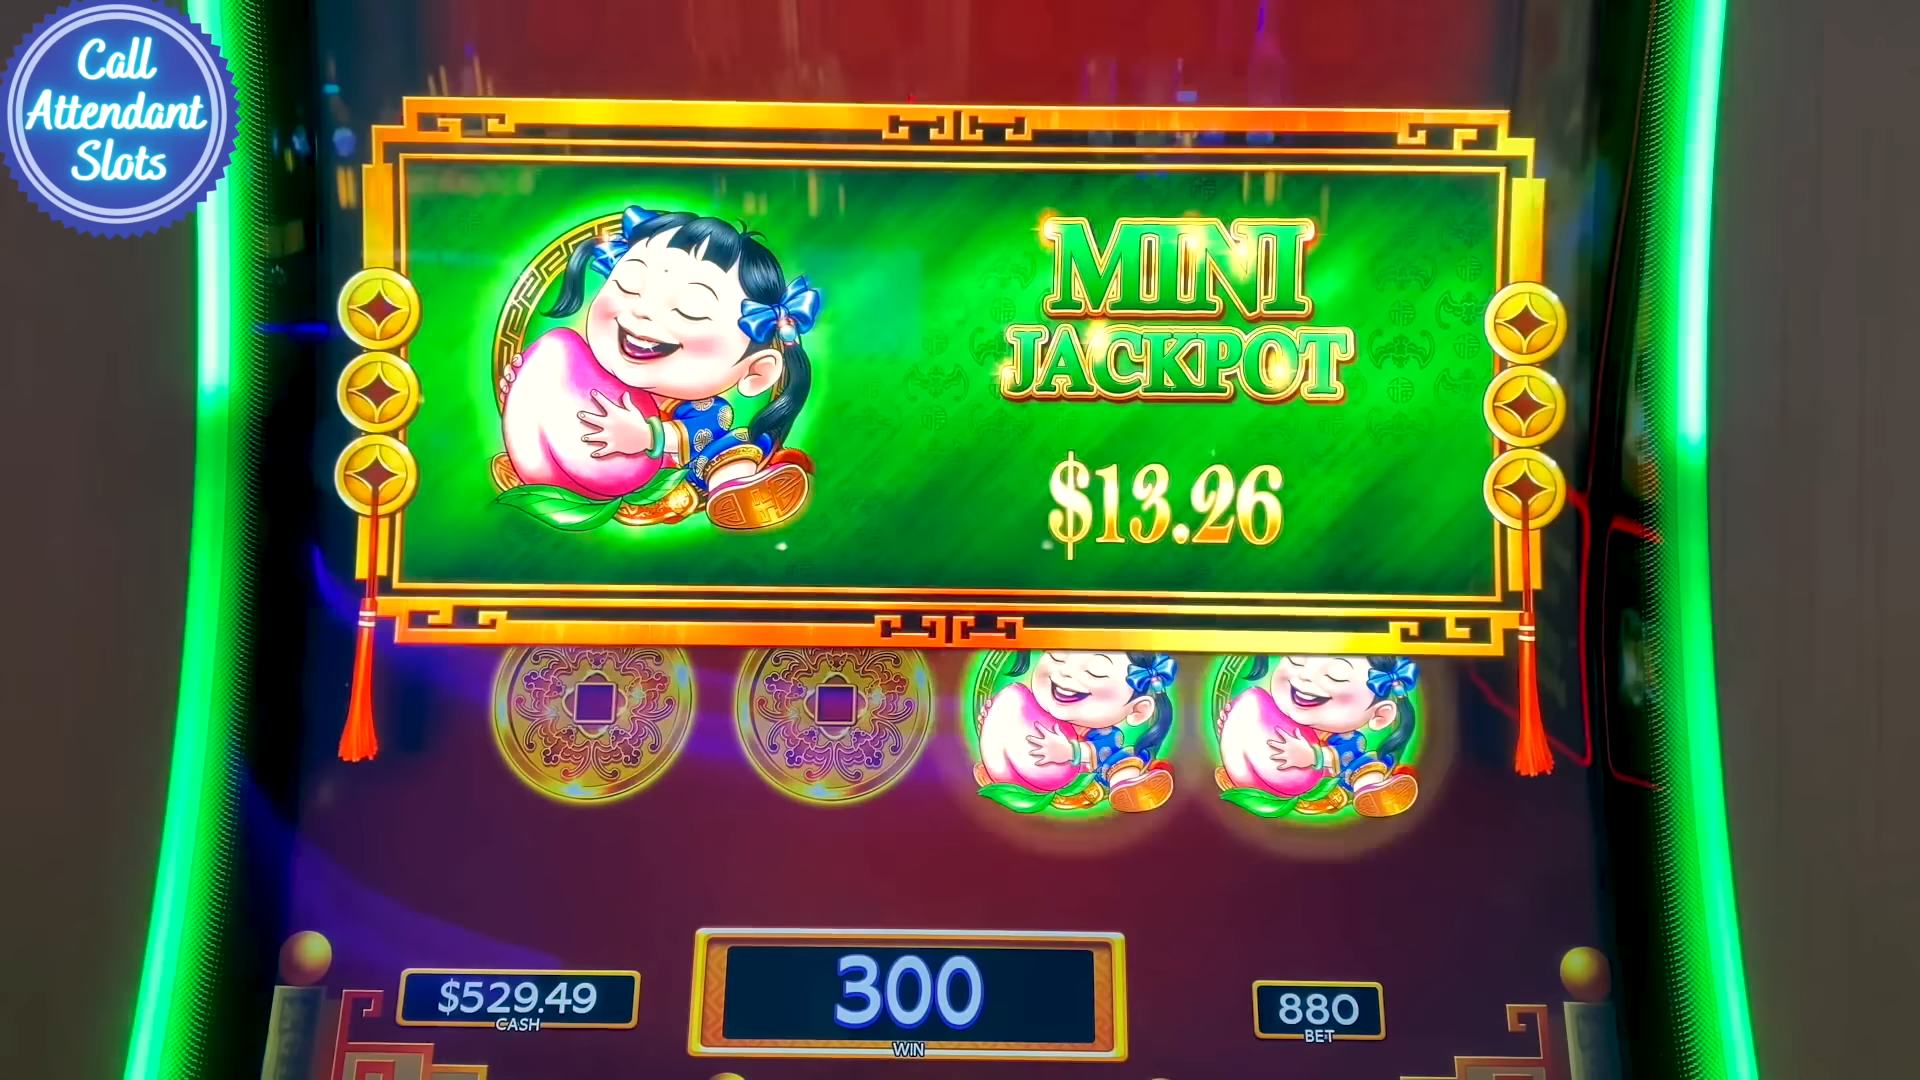 Call
Attendant
Slots
MINI
JACKPOT
$13.26
$529.49
CASH
300
WIN
880
BET